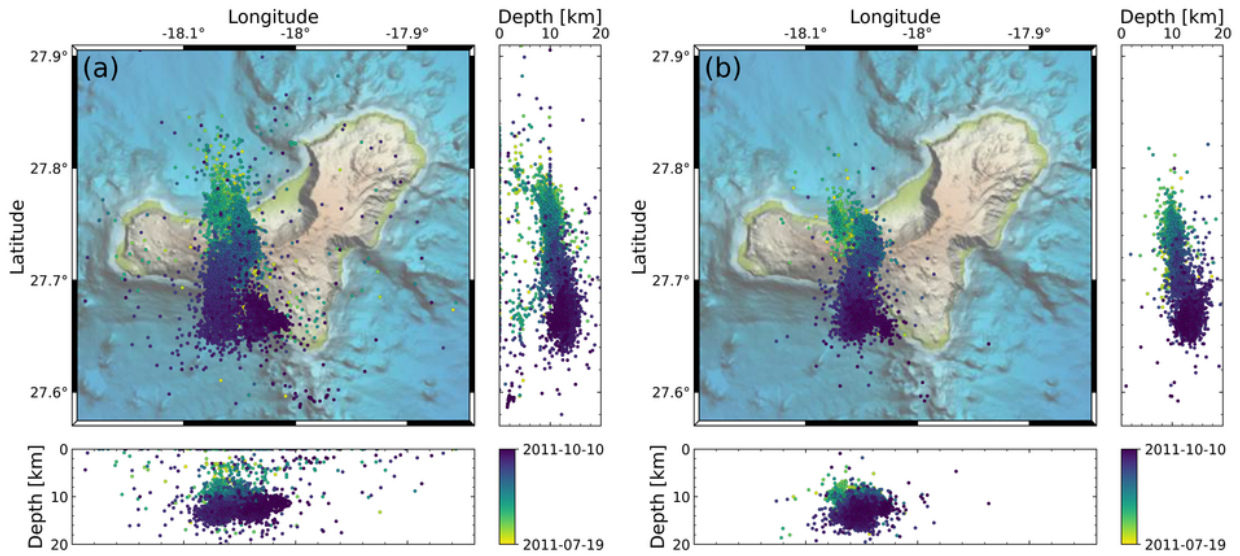 Longitude
-18.1° -18° -17.9°
Depth [km]
0 10 20
(a)
Latitude
27.9°
27.8°
27.7°
27.6°
Depth [km]
0
10
20
2011-10-10
2011-07-19
Longitude
-18.1° -18° -17.9°
Depth [km]
0 10 20
(b)
Latitude
27.9°
27.8°
27.7°
27.6°
Depth [km]
0
10
20
2011-10-10
2011-07-19